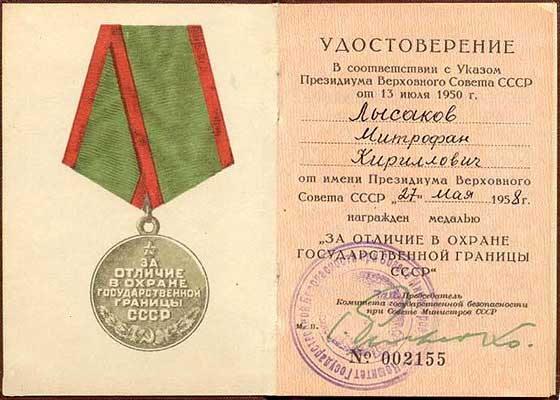 ЗА
ОТЛИЧИЕ
В ОХРАНЕ
ГОСУДАРСТВЕННОЙ
ГРАНИЦЫ
СССР
УДОСТОВЕРЕНИЕ
В соответствии с Указом
Президиума Верховного Совета СССР
от 13 июля 1950 г.
Лысаков
Митрофан
Кириллович
от имени Президиума Верховного
Совета СССР „27" мая 1958 г.
награжден медалью
„ЗА ОТЛИЧИЕ В ОХРАНЕ
ГОСУДАРСТВЕННОЙ ГРАНИЦЫ
СССР"
Председатель
Комитета государственной безопасности
при Совете Министров СССР
М. п.
№ 002155